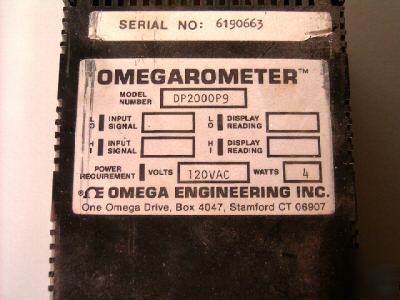 SERIAL NO: 6190663
OMEGAROMETER™
MODEL NUMBER DP2000P9
LO INPUT SIGNAL LO DISPLAY READING
HI INPUT SIGNAL HI DISPLAY READING
POWER REQUIREMENT VOLTS 120VAC WATTS 4
®ΩE OMEGA ENGINEERING INC.
One Omega Drive, Box 4047, Stamford CT 06907